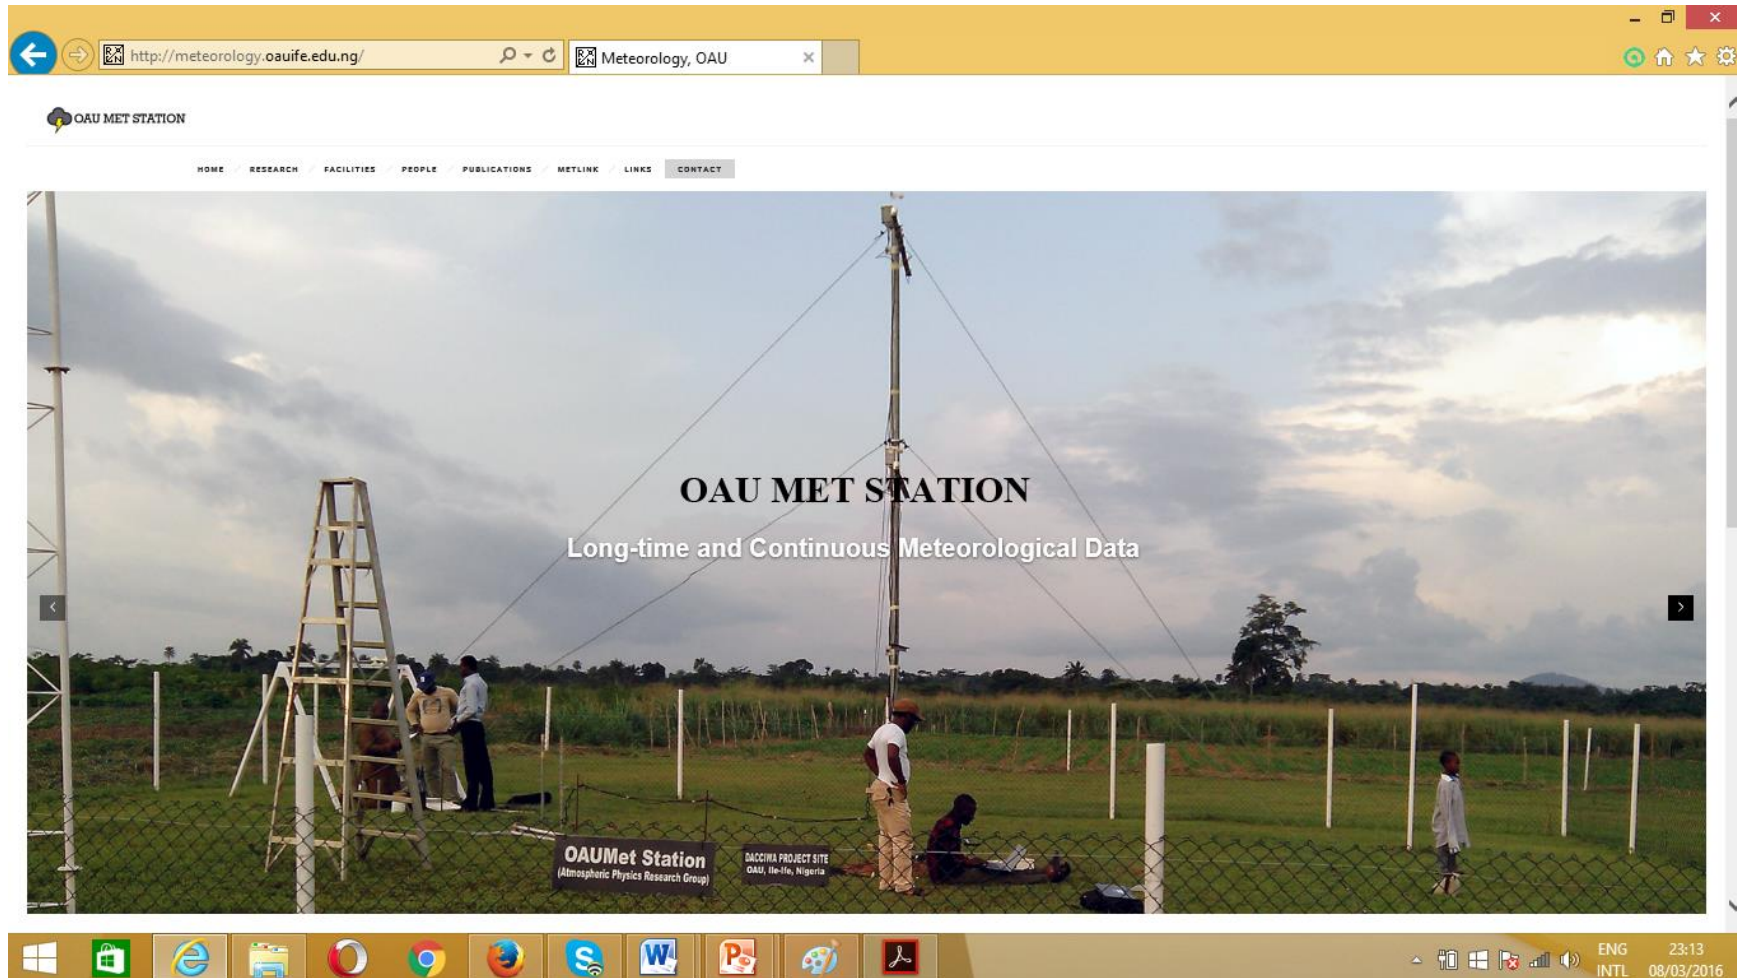 http://meteorology.oauife.edu.ng/
Meteorology, OAU
OAU MET STATION
HOME / RESEARCH / FACILITIES / PEOPLE / PUBLICATIONS / METLINK / LINKS CONTACT
OAU MET STATION
Long-time and Continuous Meteorological Data
OAUMet Station
(Atmospheric Physics Research Group)
DACCIWA PROJECT SITE
OAU, Ile-Ife, Nigeria
ENG 23:13
INTL 08/03/2016